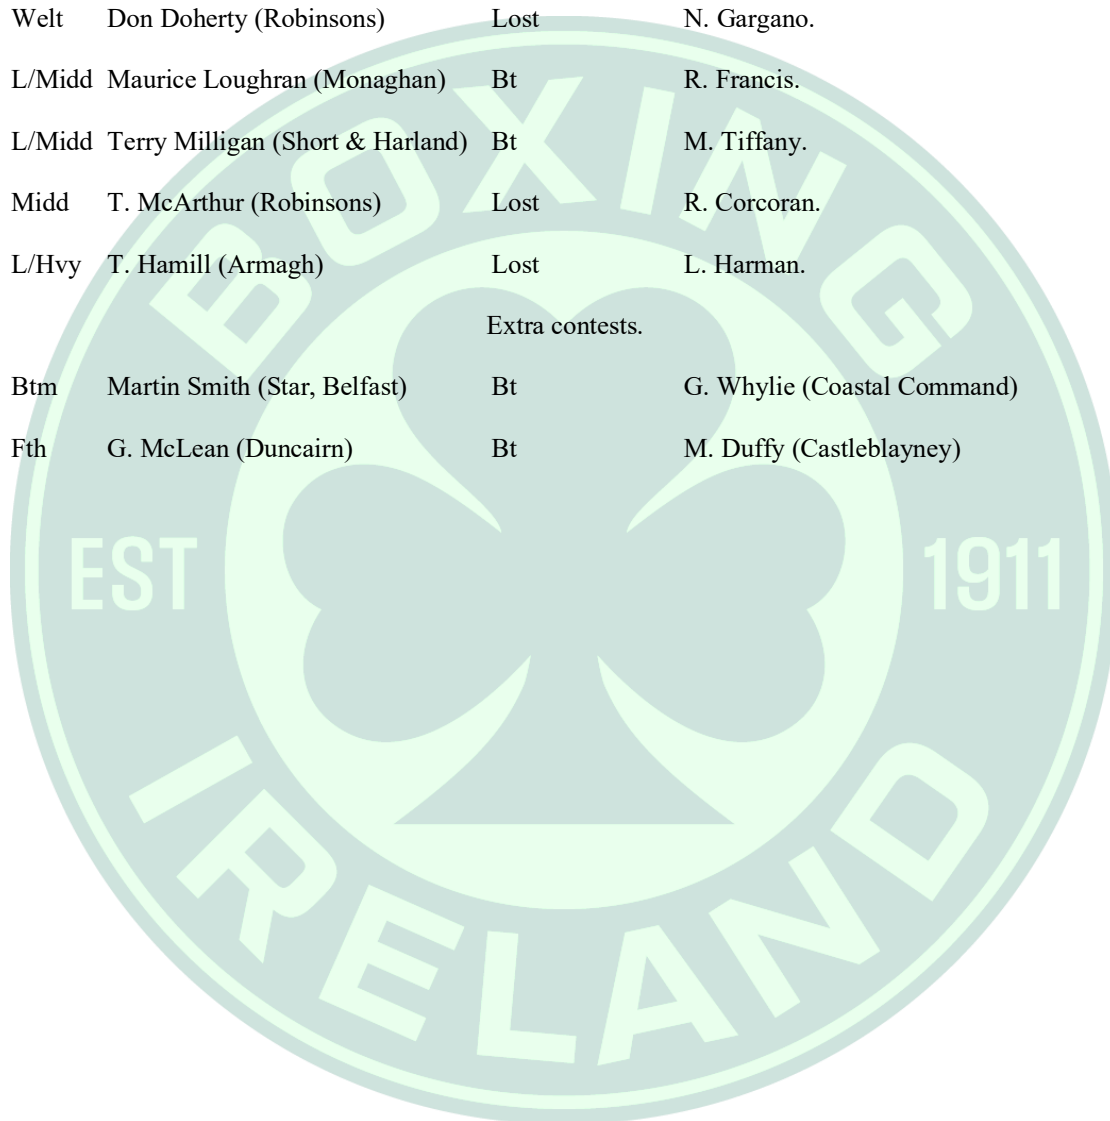 Welt Don Doherty (Robinsons) Lost N. Gargano.
L/Midd Maurice Loughran (Monaghan) Bt R. Francis.
L/Midd Terry Milligan (Short & Harland) Bt M. Tiffany.
Midd T. McArthur (Robinsons) Lost R. Corcoran.
L/Hvy T. Hamill (Armagh) Lost L. Harman.
Extra contests.
Btm Martin Smith (Star, Belfast) Bt G. Whylie (Coastal Command)
Fth G. McLean (Duncairn) Bt M. Duffy (Castleblayney)
BOXING
EST 1911
IRELAND